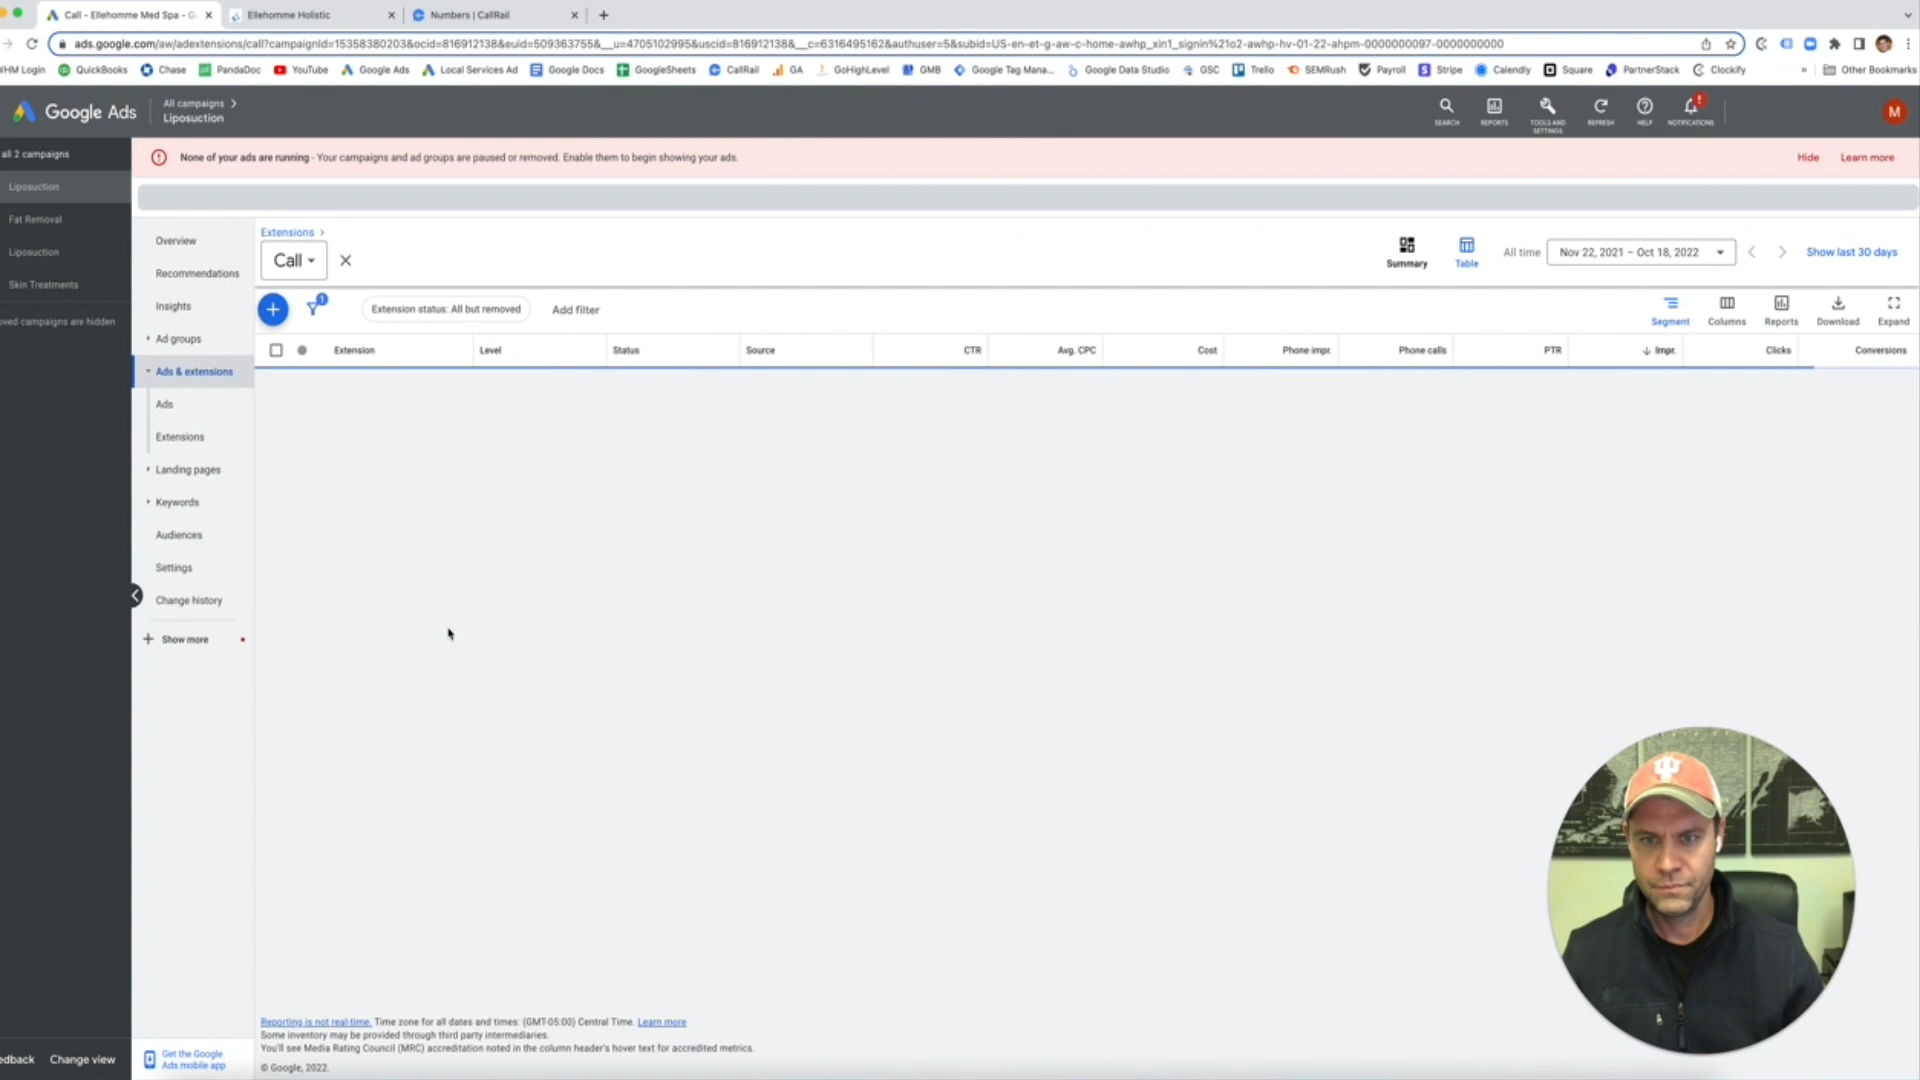 Call - Ellehomme Med Spa - G
Ellehomme Holistic
Numbers | CallRail
ads.google.com/aw/adextensions/call?campaignId=15358380203&ocid=816912138&euid=509363755&__u=4705102995&uscid=816912138&__c=6316495162&authuser=5&subid=US-en-et-g-aw-c-home-awhp_xin1_signin%21o2-awhp-hv-01-22-ahpm-0000000097-0000000000
WHM Login QuickBooks Chase PandaDoc YouTube Google Ads Local Services Ad Google Docs GoogleSheets CallRail GA GoHighLevel GMB Google Tag Mana... Google Data Studio GSC Trello SEMRush Payroll Stripe Calendly Square PartnerStack Clockify » Other Bookmarks
Google Ads
All campaigns
Liposuction
SEARCH
REPORTS
TOOLS AND SETTINGS
REFRESH
HELP
NOTIFICATIONS
M
all 2 campaigns
Liposuction
Fat Removal
Liposuction
Skin Treatments
oved campaigns are hidden
None of your ads are running - Your campaigns and ad groups are paused or removed. Enable them to begin showing your ads.
Hide
Learn more
Overview
Recommendations
Insights
Ad groups
Ads & extensions
Ads
Extensions
Landing pages
Keywords
Audiences
Settings
Change history
Show more
Extensions
Call
Summary
Table
All time
Nov 22, 2021 – Oct 18, 2022
Show last 30 days
1
Extension status: All but removed
Add filter
Segment
Columns
Reports
Download
Expand
Extension Level Status Source CTR Avg. CPC Cost Phone impr. Phone calls PTR Impr. Clicks Conversions
Reporting is not real-time. Time zone for all dates and times: (GMT-05:00) Central Time. Learn more
Some inventory may be provided through third party intermediaries.
You'll see Media Rating Council (MRC) accreditation noted in the column header's hover text for accredited metrics.
© Google, 2022.
edback
Change view
Get the Google
Ads mobile app